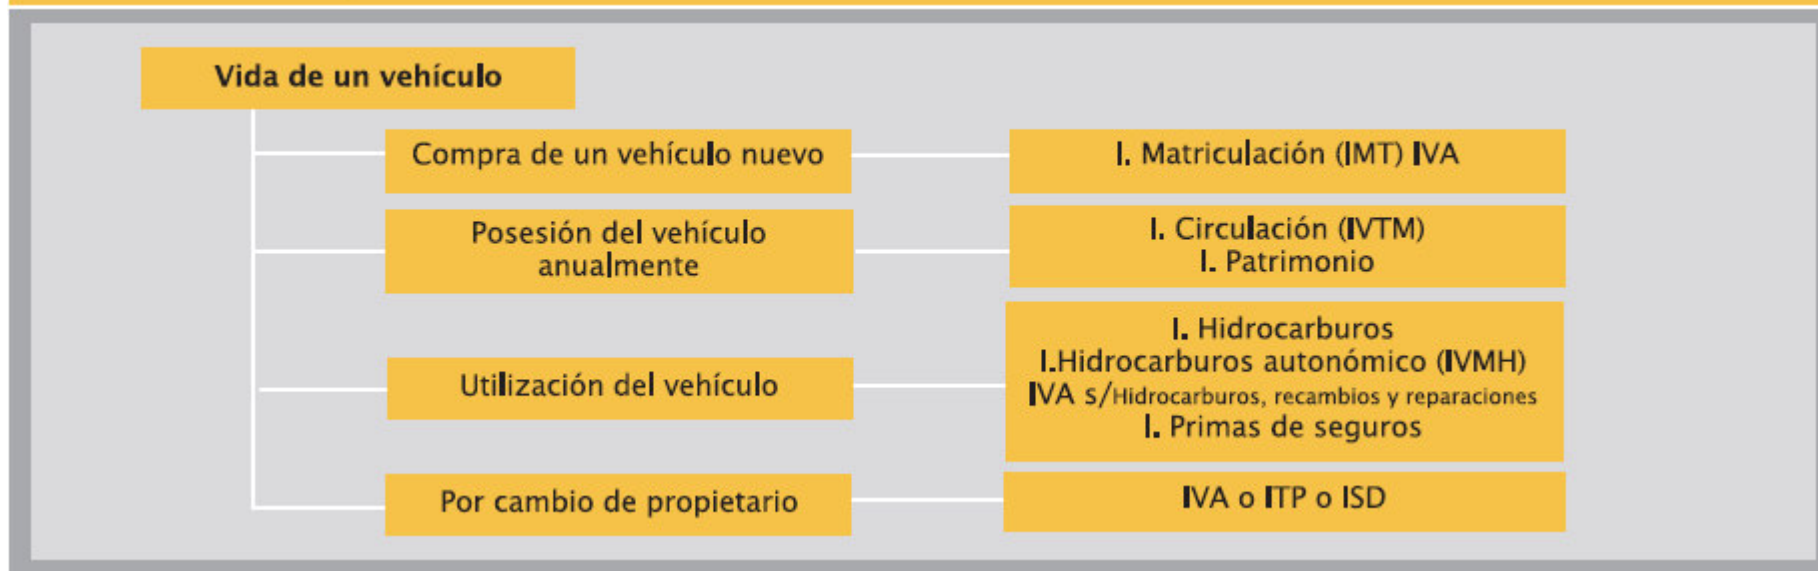 Vida de un vehículo
Compra de un vehículo nuevo
I. Matriculación (IMT) IVA
Posesión del vehículo
anualmente
I. Circulación (IVTM)
I. Patrimonio
Utilización del vehículo
I. Hidrocarburos
I.Hidrocarburos autonómico (IVMH)
IVA s/Hidrocarburos, recambios y reparaciones
I. Primas de seguros
Por cambio de propietario
IVA o ITP o ISD